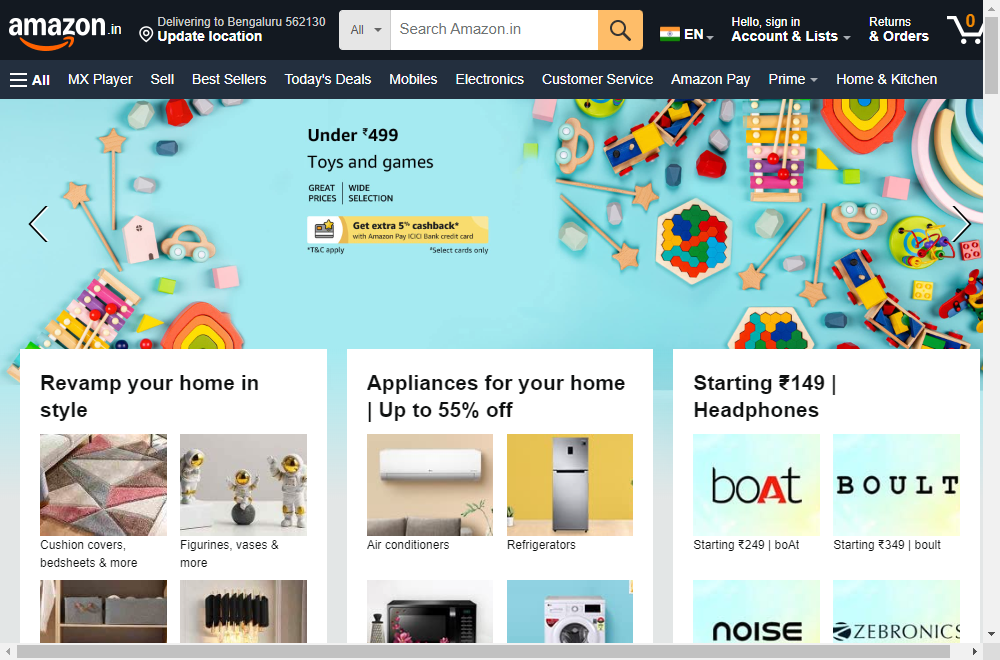 amazon.in
Delivering to Bengaluru 562130
Update location
All
Search Amazon.in
EN
Hello, sign in
Account & Lists
Returns
& Orders
0
All
MX Player
Sell
Best Sellers
Today's Deals
Mobiles
Electronics
Customer Service
Amazon Pay
Prime
Home & Kitchen
Under ₹499
Toys and games
GREAT PRICES | WIDE SELECTION
Get extra 5% cashback*
with Amazon Pay ICICI Bank credit card
*T&C apply
*Select cards only
Revamp your home in
style
Cushion covers,
bedsheets & more
Figurines, vases &
more
Appliances for your home
| Up to 55% off
Air conditioners
Refrigerators
Starting ₹149 |
Headphones
boAt
BOULT
Starting ₹249 | boAt
Starting ₹349 | boult
noise
ZEBRONICS